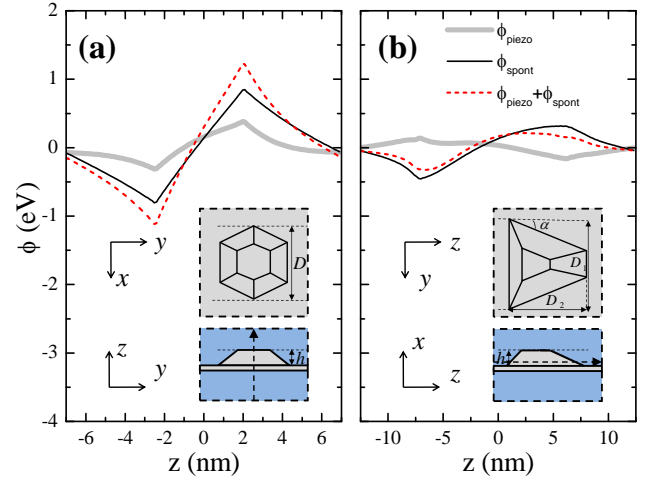 (a)
(b)
ϕpiezo
ϕspont
ϕpiezo+ϕspont
ϕ (eV)
2
1
0
-1
-2
-3
-4
y
x
D
z
y
h
z
y
α
D1
D2
x
z
h
-6 -4 -2 0 2 4 6
-10 -5 0 5 10
z (nm)
z (nm)